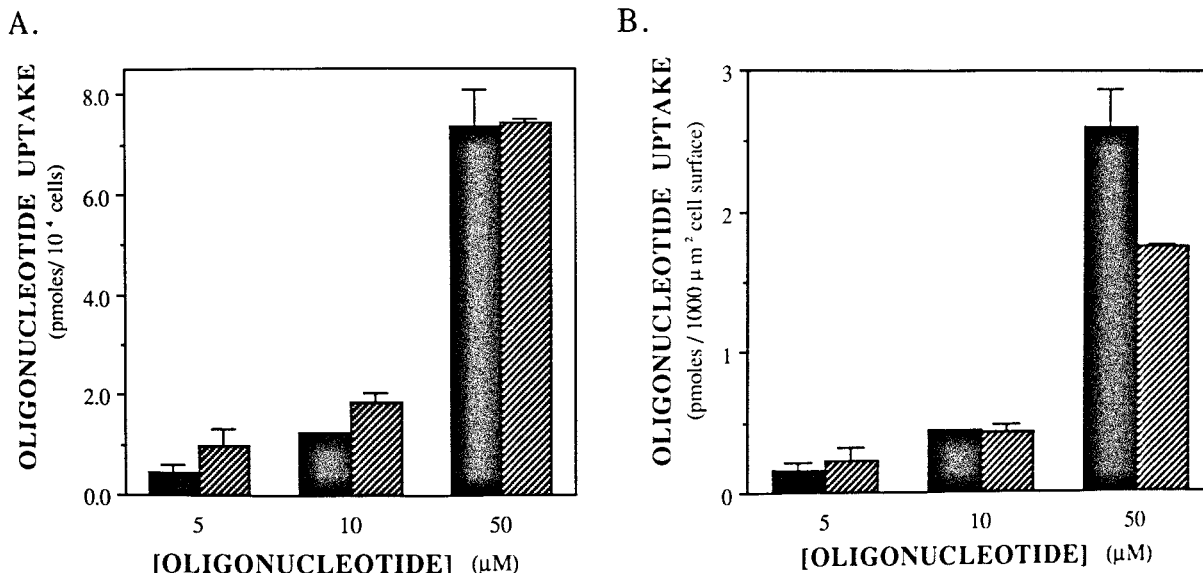 A.
OLIGONUCLEOTIDE UPTAKE
(pmoles/ 10⁴ cells)
8.0
6.0
4.0
2.0
0.0
5
10
50
[OLIGONUCLEOTIDE] (μM)
B.
OLIGONUCLEOTIDE UPTAKE
(pmoles / 1000 μm² cell surface)
3
2
1
0
5
10
50
[OLIGONUCLEOTIDE] (μM)